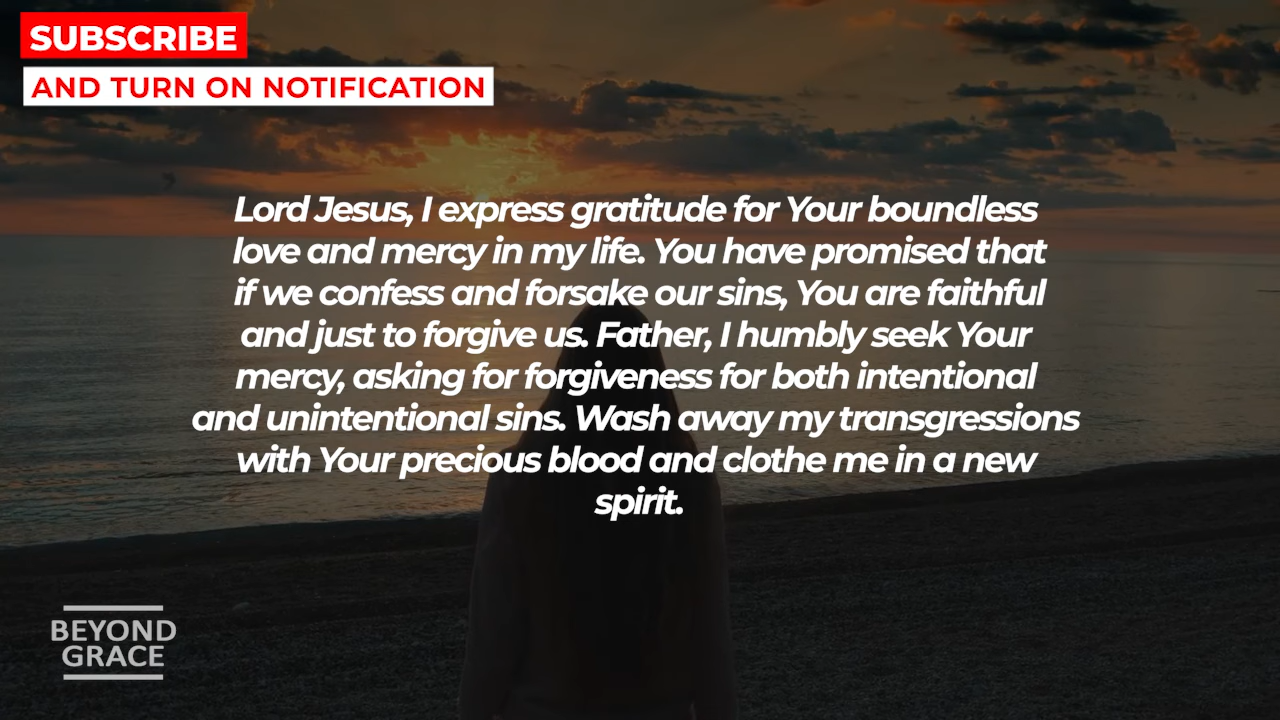 SUBSCRIBE
AND TURN ON NOTIFICATION
Lord Jesus, I express gratitude for Your boundless
love and mercy in my life. You have promised that
if we confess and forsake our sins, You are faithful
and just to forgive us. Father, I humbly seek Your
mercy, asking for forgiveness for both intentional
and unintentional sins. Wash away my transgressions
with Your precious blood and clothe me in a new
spirit.
BEYOND
GRACE